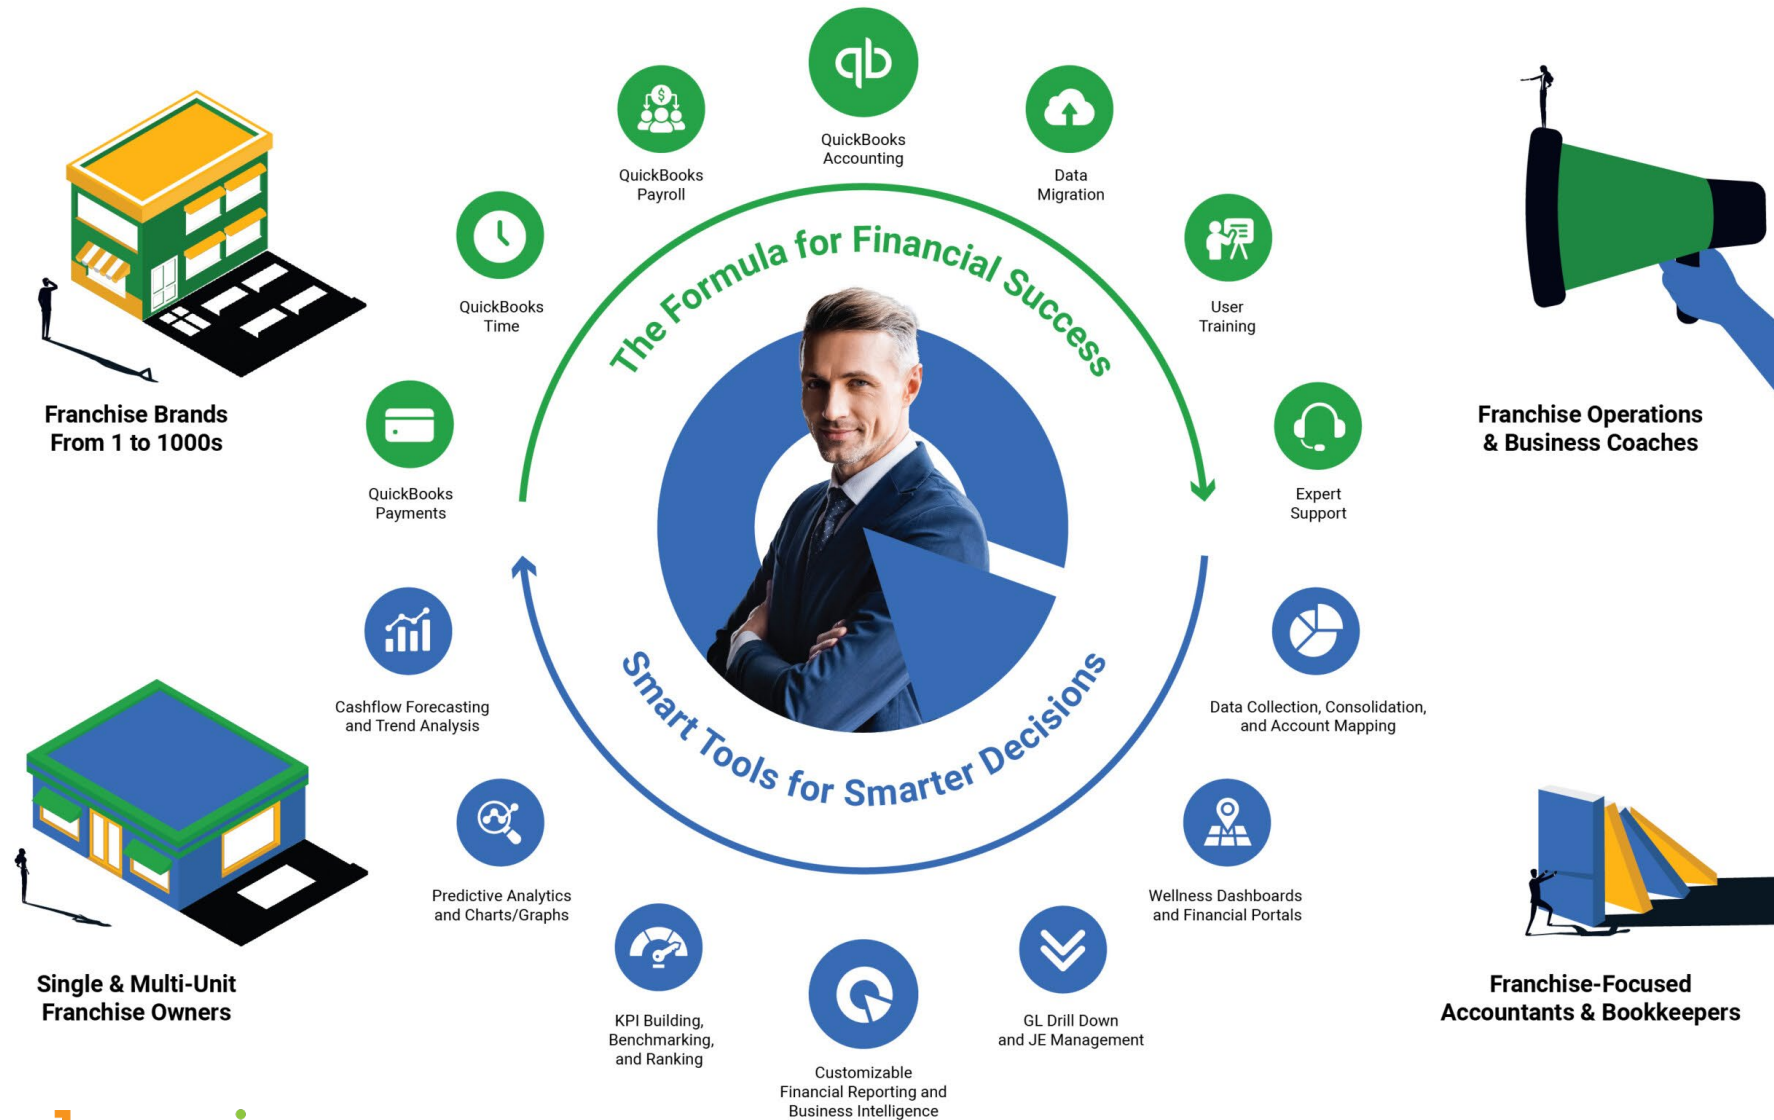 qb
QuickBooks
Accounting
QuickBooks
Payroll
Data
Migration
QuickBooks
Time
User
Training
QuickBooks
Payments
Expert
Support
The Formula for Financial Success
Franchise Brands
From 1 to 1000s
Franchise Operations
& Business Coaches
Smart Tools for Smarter Decisions
Cashflow Forecasting
and Trend Analysis
Data Collection, Consolidation,
and Account Mapping
Predictive Analytics
and Charts/Graphs
Wellness Dashboards
and Financial Portals
KPI Building,
Benchmarking,
and Ranking
GL Drill Down
and JE Management
Customizable
Financial Reporting and
Business Intelligence
Single & Multi-Unit
Franchise Owners
Franchise-Focused
Accountants & Bookkeepers